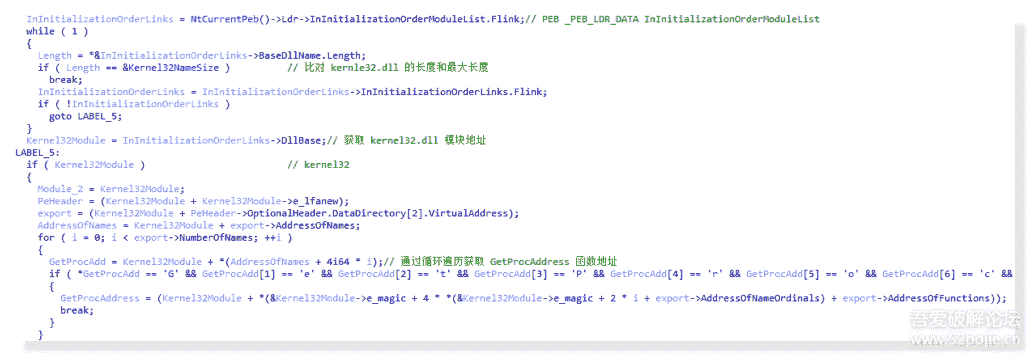 InInitializationOrderLinks = NtCurrentPeb()->Ldr->InInitializationOrderModuleList.Flink;// PEB _PEB_LDR_DATA InInitializationOrderModuleList
while ( 1 )
{
Length = *&InInitializationOrderLinks->BaseDllName.Length;
if ( Length == &Kernel32NameSize ) // 比对 kernle32.dll 的长度和最大长度
break;
InInitializationOrderLinks = InInitializationOrderLinks->InInitializationOrderLinks.Flink;
if ( !InInitializationOrderLinks )
goto LABEL_5;
}
Kernel32Module = InInitializationOrderLinks->DllBase;// 获取 kernel32.dll 模块地址
LABEL_5:
if ( Kernel32Module ) // kernel32
{
Module_2 = Kernel32Module;
PeHeader = (Kernel32Module + Kernel32Module->e_lfanew);
export = (Kernel32Module + PeHeader->OptionalHeader.DataDirectory[2].VirtualAddress);
AddressOfNames = Kernel32Module + export->AddressOfNames;
for ( i = 0; i < export->NumberOfNames; ++i )
{
GetProcAdd = Kernel32Module + *(AddressOfNames + 4i64 * i);// 通过循环遍历获取 GetProcAddress 函数地址
if ( *GetProcAdd == 'G' && GetProcAdd[1] == 'e' && GetProcAdd[2] == 't' && GetProcAdd[3] == 'P' && GetProcAdd[4] == 'r' && GetProcAdd[5] == 'o' && GetProcAdd[6] == 'c' &&
{
GetProcAddress = (Kernel32Module + *(&Kernel32Module->e_magic + 4 * *(&Kernel32Module->e_magic + 2 * i + export->AddressOfNameOrdinals) + export->AddressOfFunctions));
break;
}
}
吾爱破解论坛
www.52pojie.cn